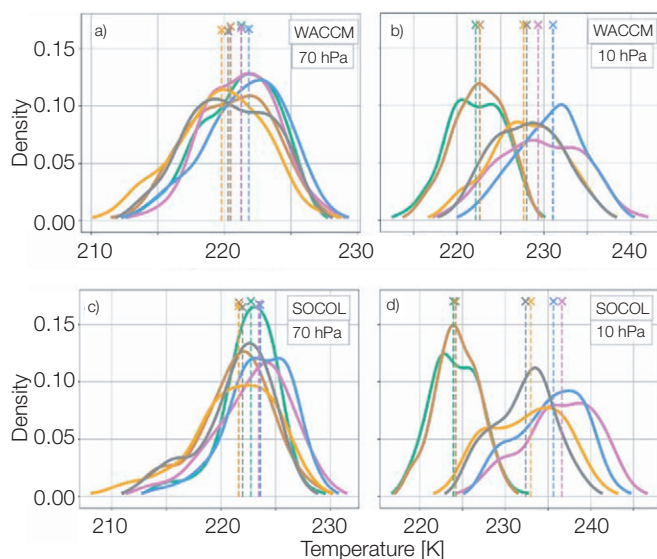 a)
WACCM
70 hPa
b)
WACCM
10 hPa
Density
0.15
0.10
0.05
0.00
210
220
230
220
230
240
c)
SOCOL
70 hPa
d)
SOCOL
10 hPa
Density
0.15
0.10
0.05
0.00
210
220
230
220
230
240
Temperature [K]